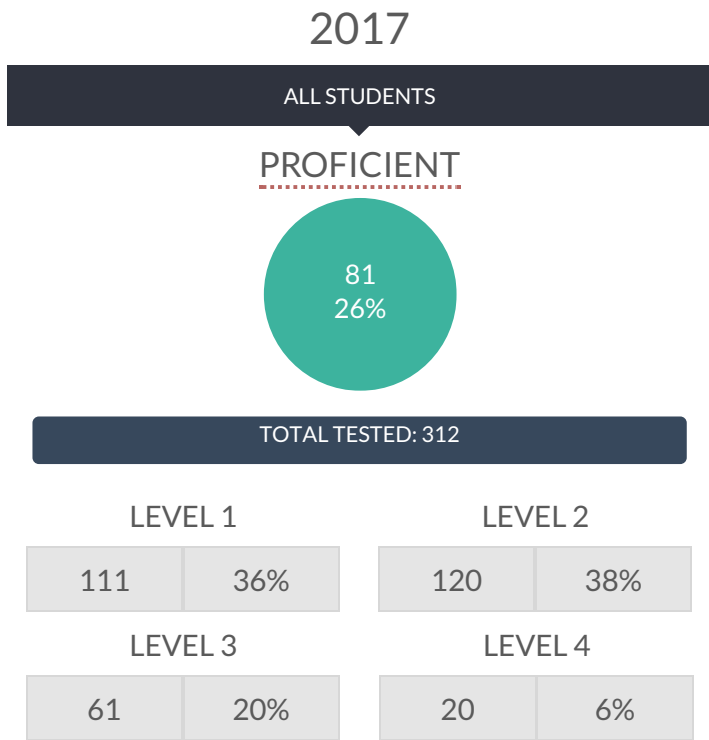 2017
ALL STUDENTS
PROFICIENT
81
26%
TOTAL TESTED: 312
LEVEL 1
LEVEL 2
111 36% 120 38%
LEVEL 3
LEVEL 4
61 20% 20 6%